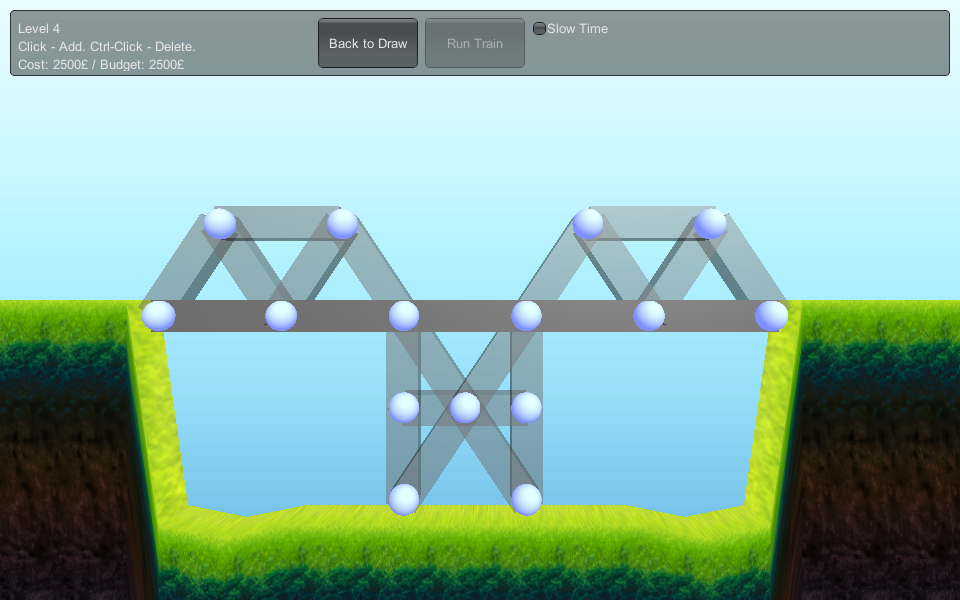 Level 4
Click - Add. Ctrl-Click - Delete.
Cost: 2500£ / Budget: 2500£
Back to Draw
Run Train
Slow Time